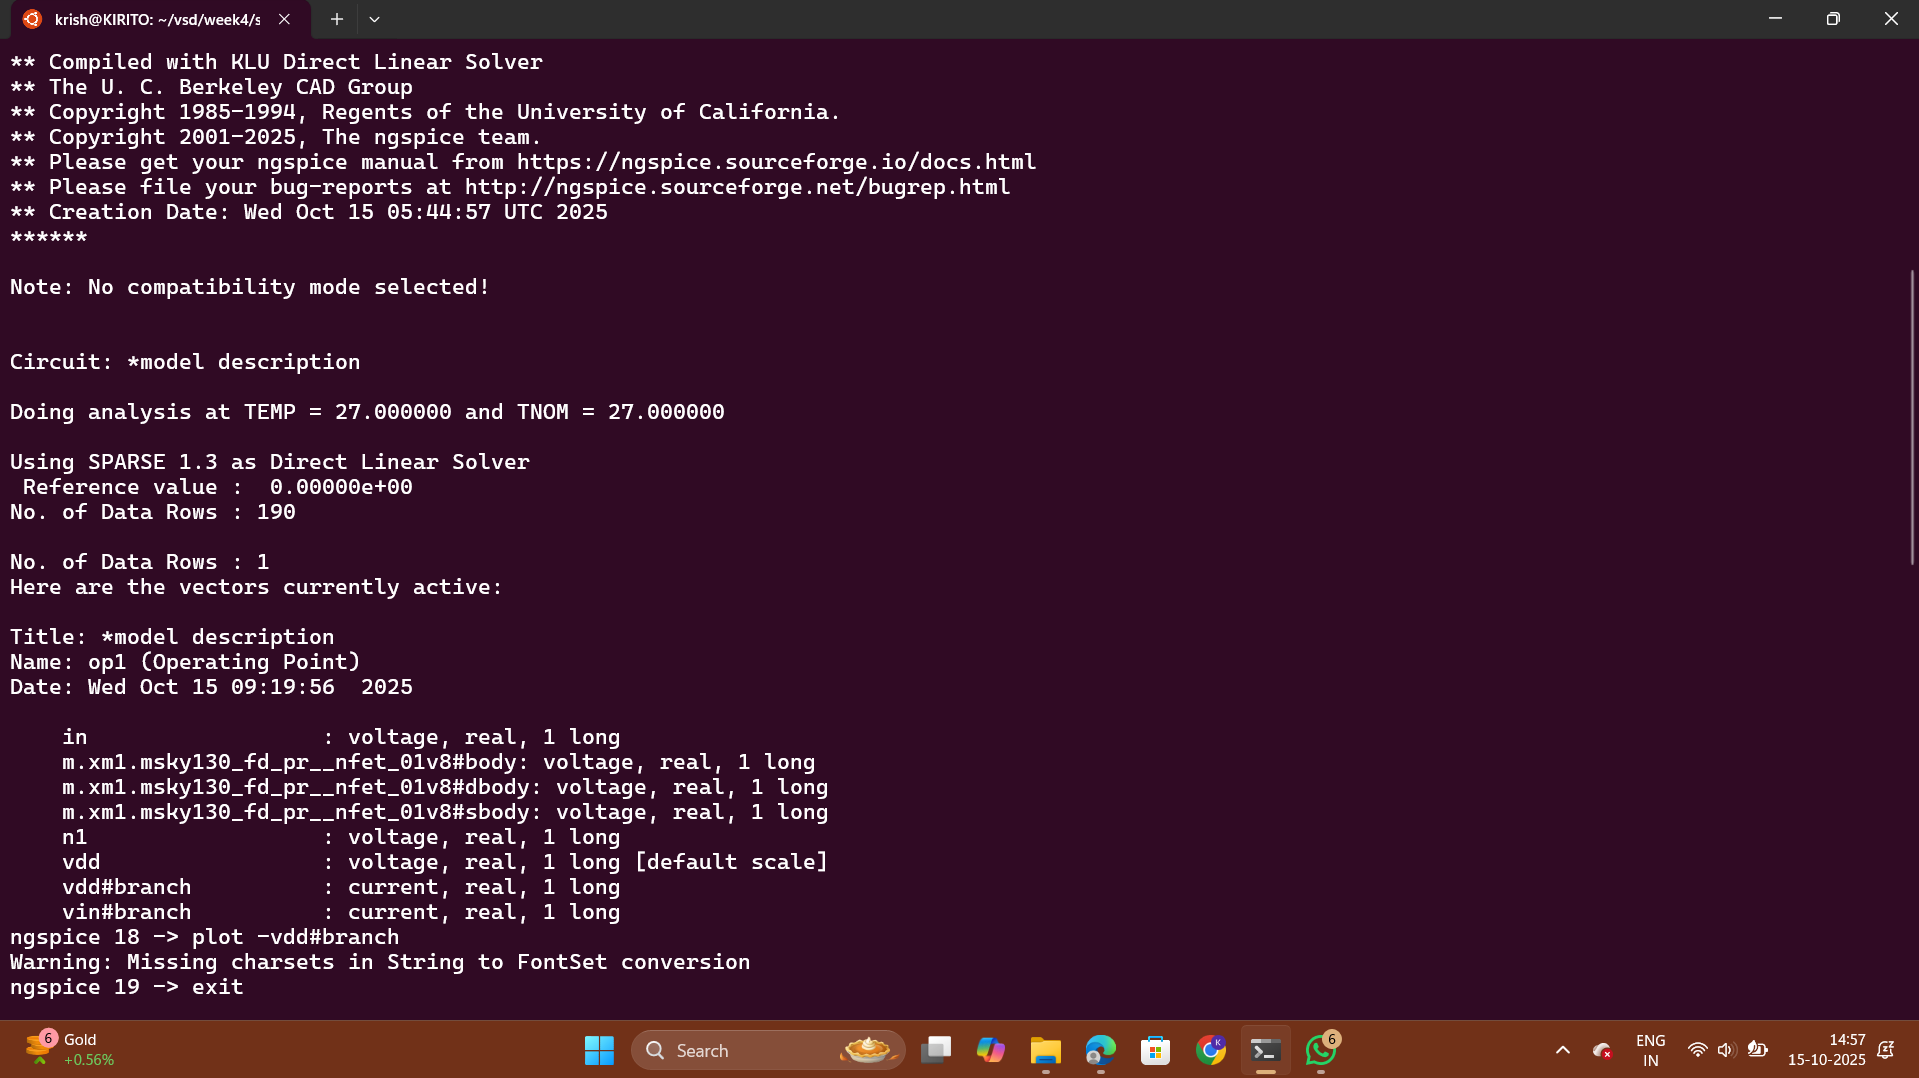 krish@KIRITO: ~/vsd/week4/s
** Compiled with KLU Direct Linear Solver
** The U. C. Berkeley CAD Group
** Copyright 1985-1994, Regents of the University of California.
** Copyright 2001-2025, The ngspice team.
** Please get your ngspice manual from https://ngspice.sourceforge.io/docs.html
** Please file your bug-reports at http://ngspice.sourceforge.net/bugrep.html
** Creation Date: Wed Oct 15 05:44:57 UTC 2025
******
Note: No compatibility mode selected!
Circuit: *model description
Doing analysis at TEMP = 27.000000 and TNOM = 27.000000
Using SPARSE 1.3 as Direct Linear Solver
Reference value :  0.00000e+00
No. of Data Rows : 190
No. of Data Rows : 1
Here are the vectors currently active:
Title: *model description
Name: op1 (Operating Point)
Date: Wed Oct 15 09:19:56  2025
in                  : voltage, real, 1 long
m.xm1.msky130_fd_pr__nfet_01v8#body: voltage, real, 1 long
m.xm1.msky130_fd_pr__nfet_01v8#dbody: voltage, real, 1 long
m.xm1.msky130_fd_pr__nfet_01v8#sbody: voltage, real, 1 long
n1                  : voltage, real, 1 long
vdd                 : voltage, real, 1 long [default scale]
vdd#branch          : current, real, 1 long
vin#branch          : current, real, 1 long
ngspice 18 -> plot -vdd#branch
Warning: Missing charsets in String to FontSet conversion
ngspice 19 -> exit
6
Gold
+0.56%
Search
K
6
ENG
IN
14:57
15-10-2025